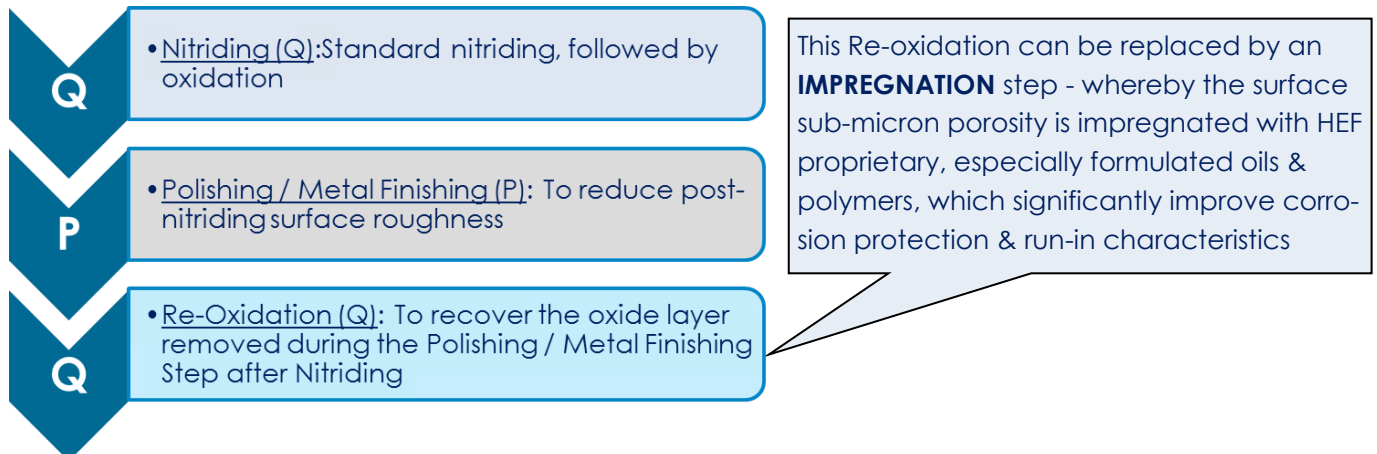 Q
•Nitriding (Q):Standard nitriding, followed by
oxidation
P
•Polishing / Metal Finishing (P): To reduce post-
nitriding surface roughness
Q
•Re-Oxidation (Q): To recover the oxide layer
removed during the Polishing / Metal Finishing
Step after Nitriding
This Re-oxidation can be replaced by an
IMPREGNATION step - whereby the surface
sub-micron porosity is impregnated with HEF
proprietary, especially formulated oils &
polymers, which significantly improve corro-
sion protection & run-in characteristics